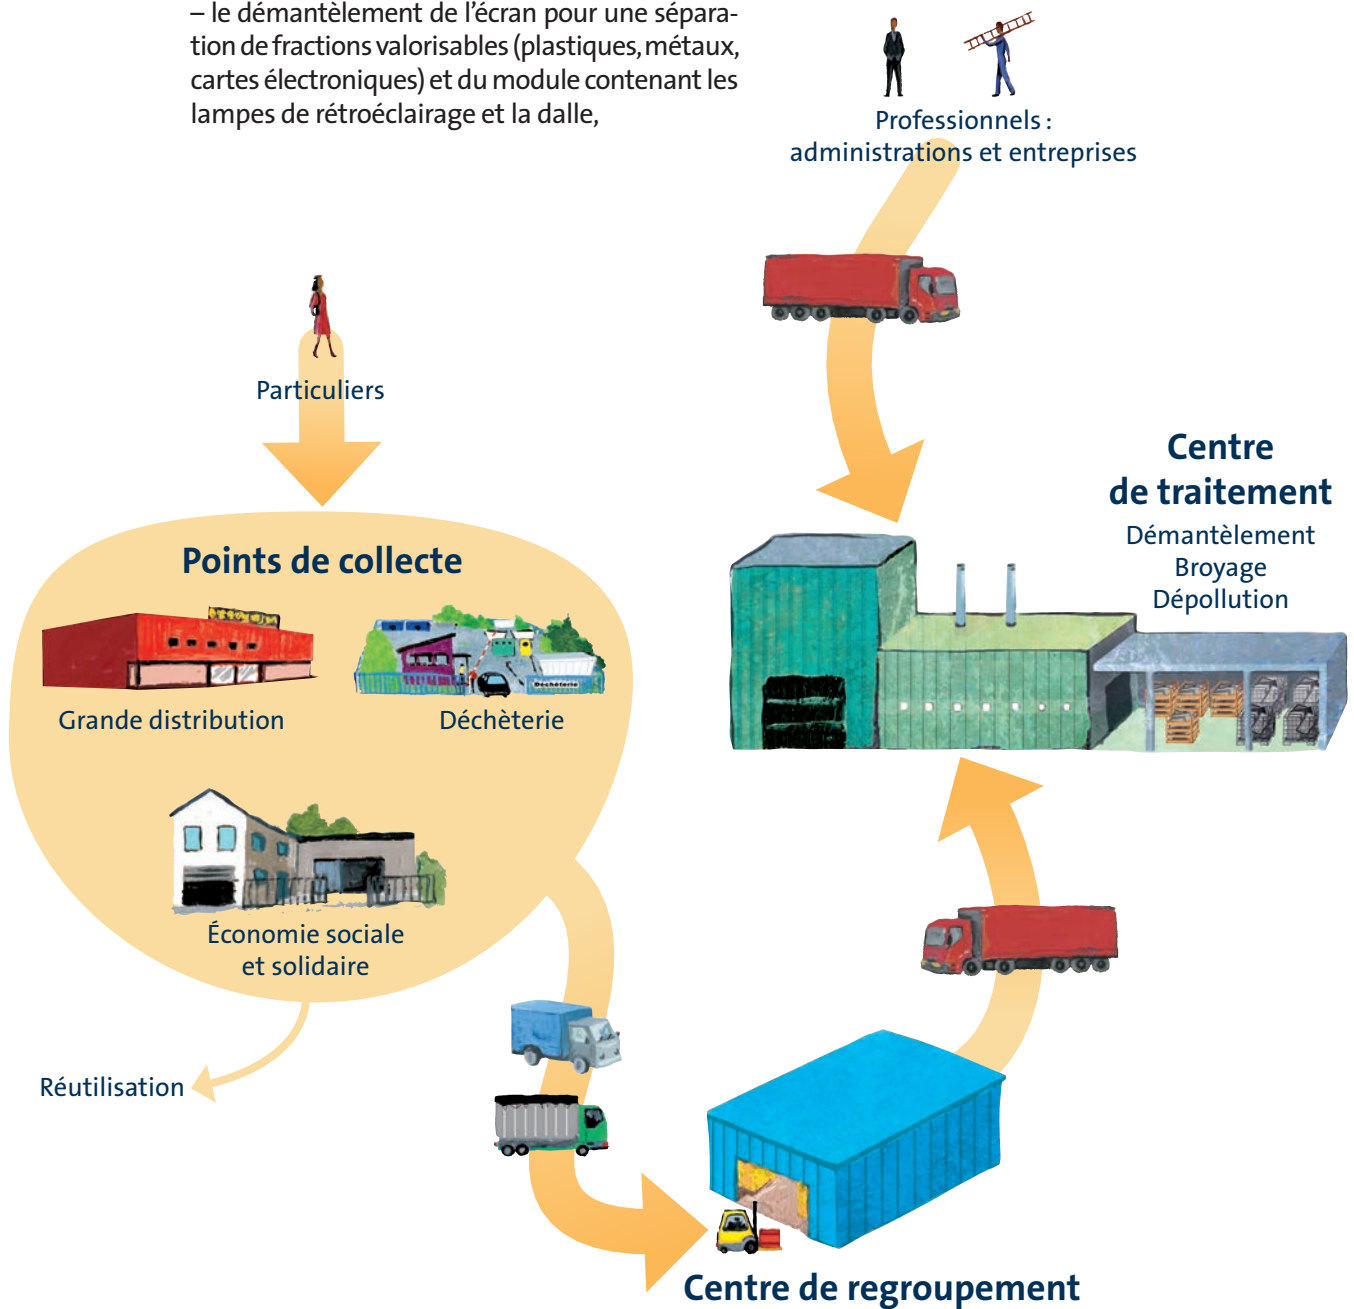 – le démantèlement de l'écran pour une sépara-
tion de fractions valorisables (plastiques, métaux,
cartes électroniques) et du module contenant les
lampes de rétroéclairage et la dalle,
Professionnels :
administrations et entreprises
Particuliers
Centre
de traitement
Démantèlement
Broyage
Dépollution
Points de collecte
Déchèterie
Grande distribution
Déchèterie
Économie sociale
et solidaire
Réutilisation
Centre de regroupement